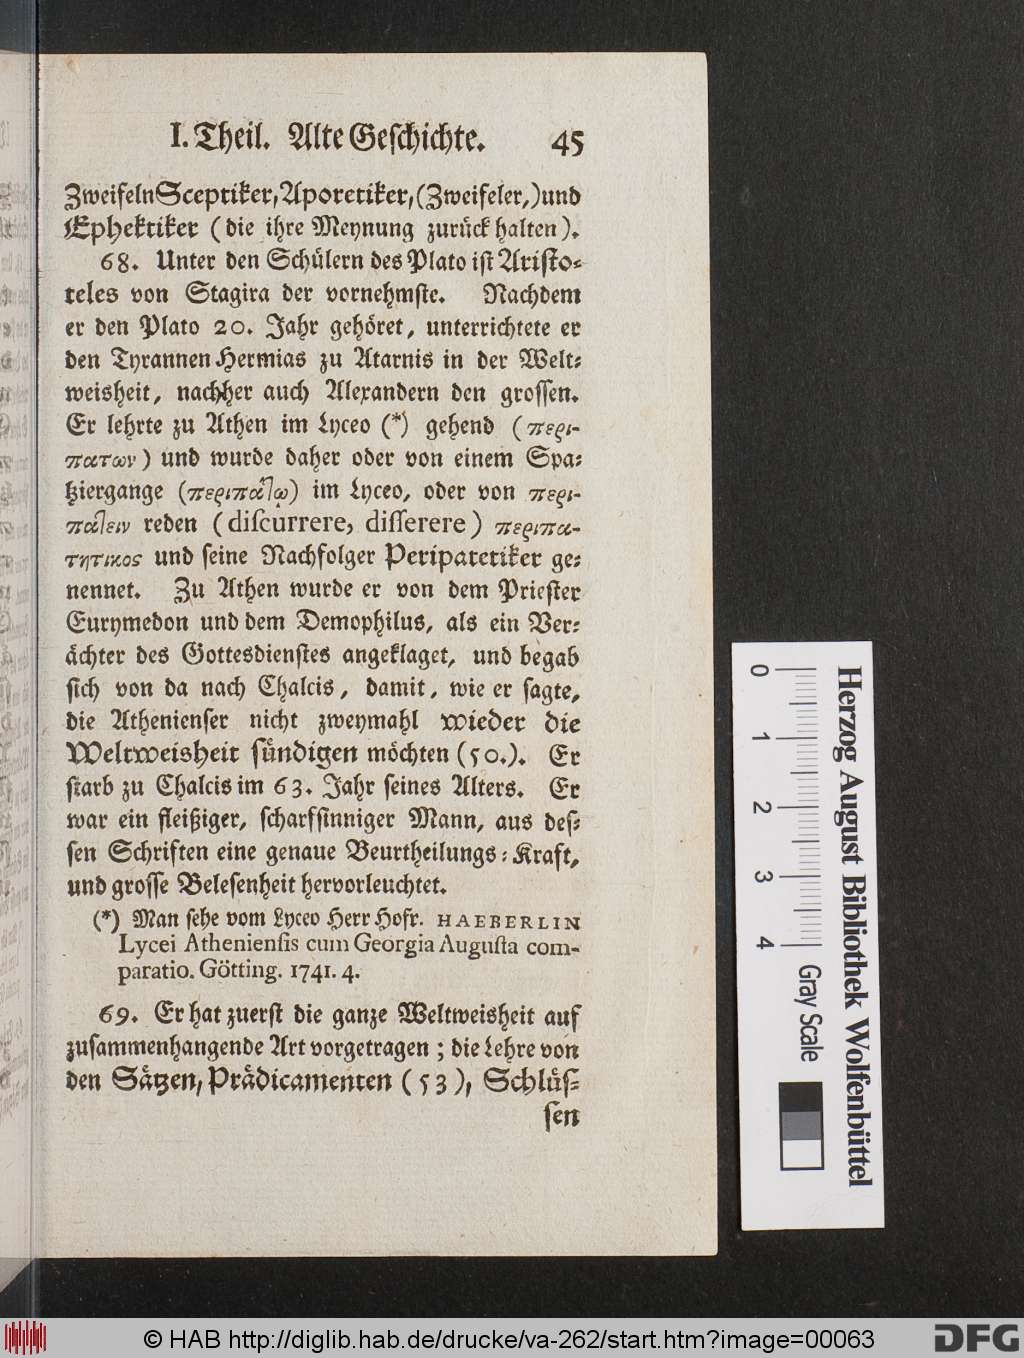 I. Theil. Alte Geschichte. 45
Zweifeln Sceptiker, Aporetiker, (Zweifeler,) und
Ephektiker (die ihre Meynung zurück halten).
68. Unter den Schülern des Plato ist Aristo-
teles von Stagira der vornehmste. Nachdem
er den Plato 20. Jahr gehöret, unterrichtete er
den Tyrannen Hermias zu Atarnis in der Welt-
weisheit, nachher auch Alexandern den grossen.
Er lehrte zu Athen im Lyceo (*) gehend (περι-
πατων) und wurde daher oder von einem Spa-
tziergange (περιπάτῳ) im Lyceo, oder von περι-
πάτειν reden (discurrere, disserere) περιπα-
τητικος und seine Nachfolger Peripatetiker ge-
nennet. Zu Athen wurde er von dem Priester
Eurymedon und dem Demophilus, als ein Ver-
ächter des Gottesdienstes angeklaget, und begab
sich von da nach Chalcis, damit, wie er sagte,
die Athenienser nicht zweymahl wieder die
Weltweisheit sündigen möchten (50.). Er
starb zu Chalcis im 63. Jahr seines Alters. Er
war ein fleißiger, scharfsinniger Mann, aus des-
sen Schriften eine genaue Beurtheilungs-Kraft,
und grosse Belesenheit hervorleuchtet.
(*) Man sehe vom Lyceo Herr Hofr. HAEBERLIN
Lycei Atheniensis cum Georgia Augusta com-
paratio. Götting. 1741. 4.
69. Er hat zuerst die ganze Weltweisheit auf
zusammenhangende Art vorgetragen; die Lehre von
den Sätzen, Prädicamenten (53), Schlüs-
sen
0 1 2 3 4
Gray Scale
Herzog August Bibliothek Wolfenbüttel
© HAB http://diglib.hab.de/drucke/va-262/start.htm?image=00063
DFG